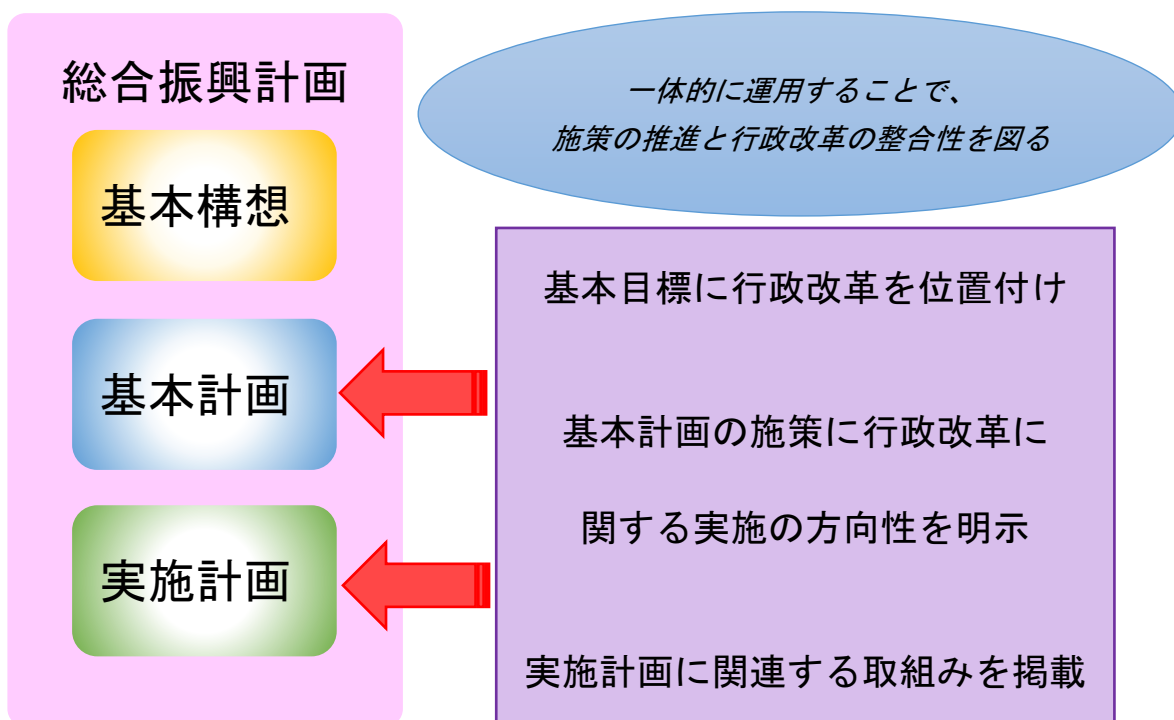 総合振興計画
基本構想
基本計画
実施計画
一体的に運用することで、
施策の推進と行政改革の整合性を図る
基本目標に行政改革を位置付け
基本計画の施策に行政改革に
関する実施の方向性を明示
実施計画に関連する取組みを掲載